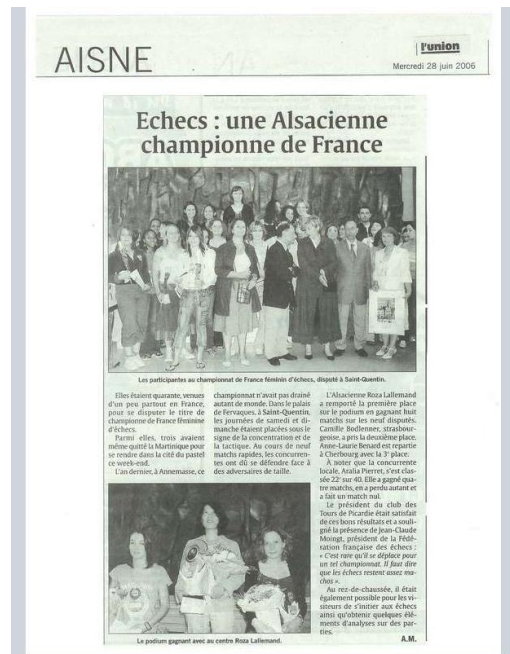 AISNE
l'union
Mercredi 28 juin 2006
Echecs : une Alsacienne
championne de France
Les participantes au championnat de France féminin d'échecs, disputé à Saint-Quentin.
Elles étaient quarante, venues
d'un peu partout en France,
pour se disputer le titre de
championne de France féminine
d'échecs.
Parmi elles, trois avaient
même quitté la Martinique pour
se rendre dans la cité du pastel
ce week-end.
L'an dernier, à Annemasse, ce
championnat n'avait pas drainé
autant de monde. Dans le palais
de Fervaques, à Saint-Quentin,
les journées de samedi et di-
manche étaient placées sous le
signe de la concentration et de
la tactique. Au cours de neuf
matchs rapides, les concurren-
tes ont dû se défendre face à
des adversaires de taille.
L'Alsacienne Roza Lallemand
a remporté la première place
sur le podium en gagnant huit
matchs sur les neuf disputés.
Camille Bodlenner, strasbour-
geoise, a pris la deuxième place.
Anne-Laurie Benard est repartie
à Cherbourg avec la 3e place.
À noter que la concurrente
locale, Aralia Pierret, s'est clas-
sée 22e sur 40. Elle a gagné qua-
tre matchs, en a perdu autant et
a fait un match nul.
Le président du club des
Tours de Picardie était satisfait
de ces bons résultats et a souli-
gné la présence de Jean-Claude
Moingt, président de la Fédé-
ration française des échecs :
« C'est rare qu'il se déplace pour
un tel championnat. Il faut dire
que les échecs restent assez ma-
chos ».
Au rez-de-chaussée, il était
également possible pour les vi-
siteurs de s'initier aux échecs
ainsi qu'obtenir quelques élé-
ments d'analyses sur des par-
ties.
A.M.
Le podium gagnant avec au centre Roza Lallemand.